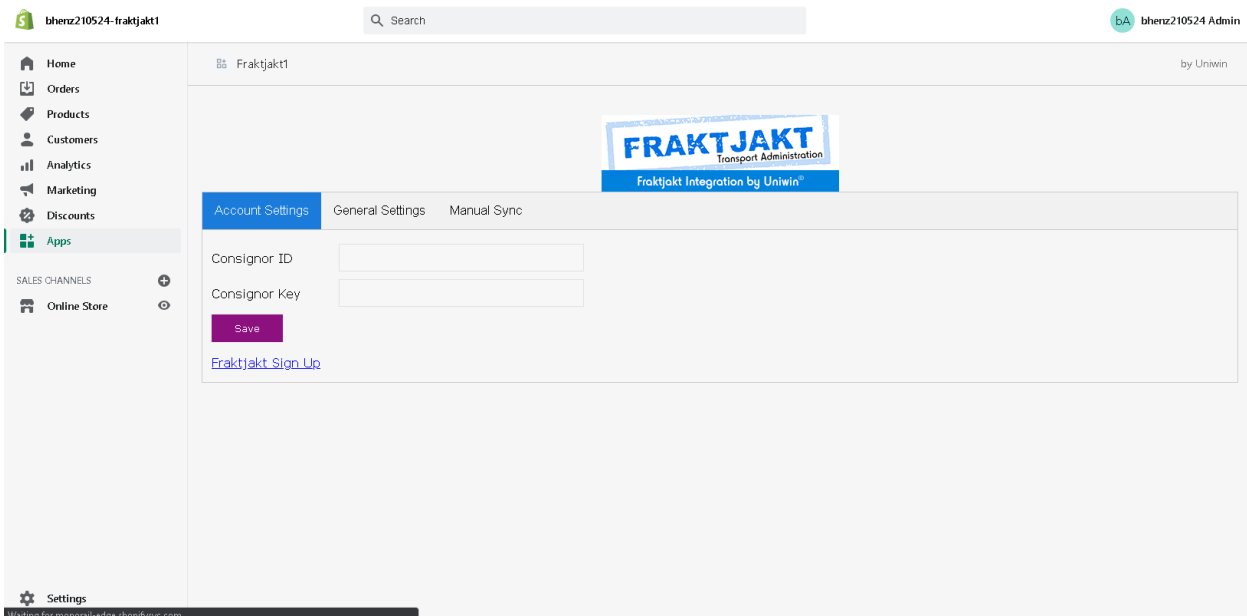 bhenz210524-fraktjakt1
Search
bA
bhenz210524 Admin
Home
Orders
Products
Customers
Analytics
Marketing
Discounts
Apps
SALES CHANNELS
Online Store
Settings
Fraktjakt1
by Uniwin
FRAKTJAKT
Transport Administration
Fraktjakt Integration by Uniwin®
Account Settings General Settings Manual Sync
Consignor ID
Consignor Key
Save
Fraktjakt Sign Up